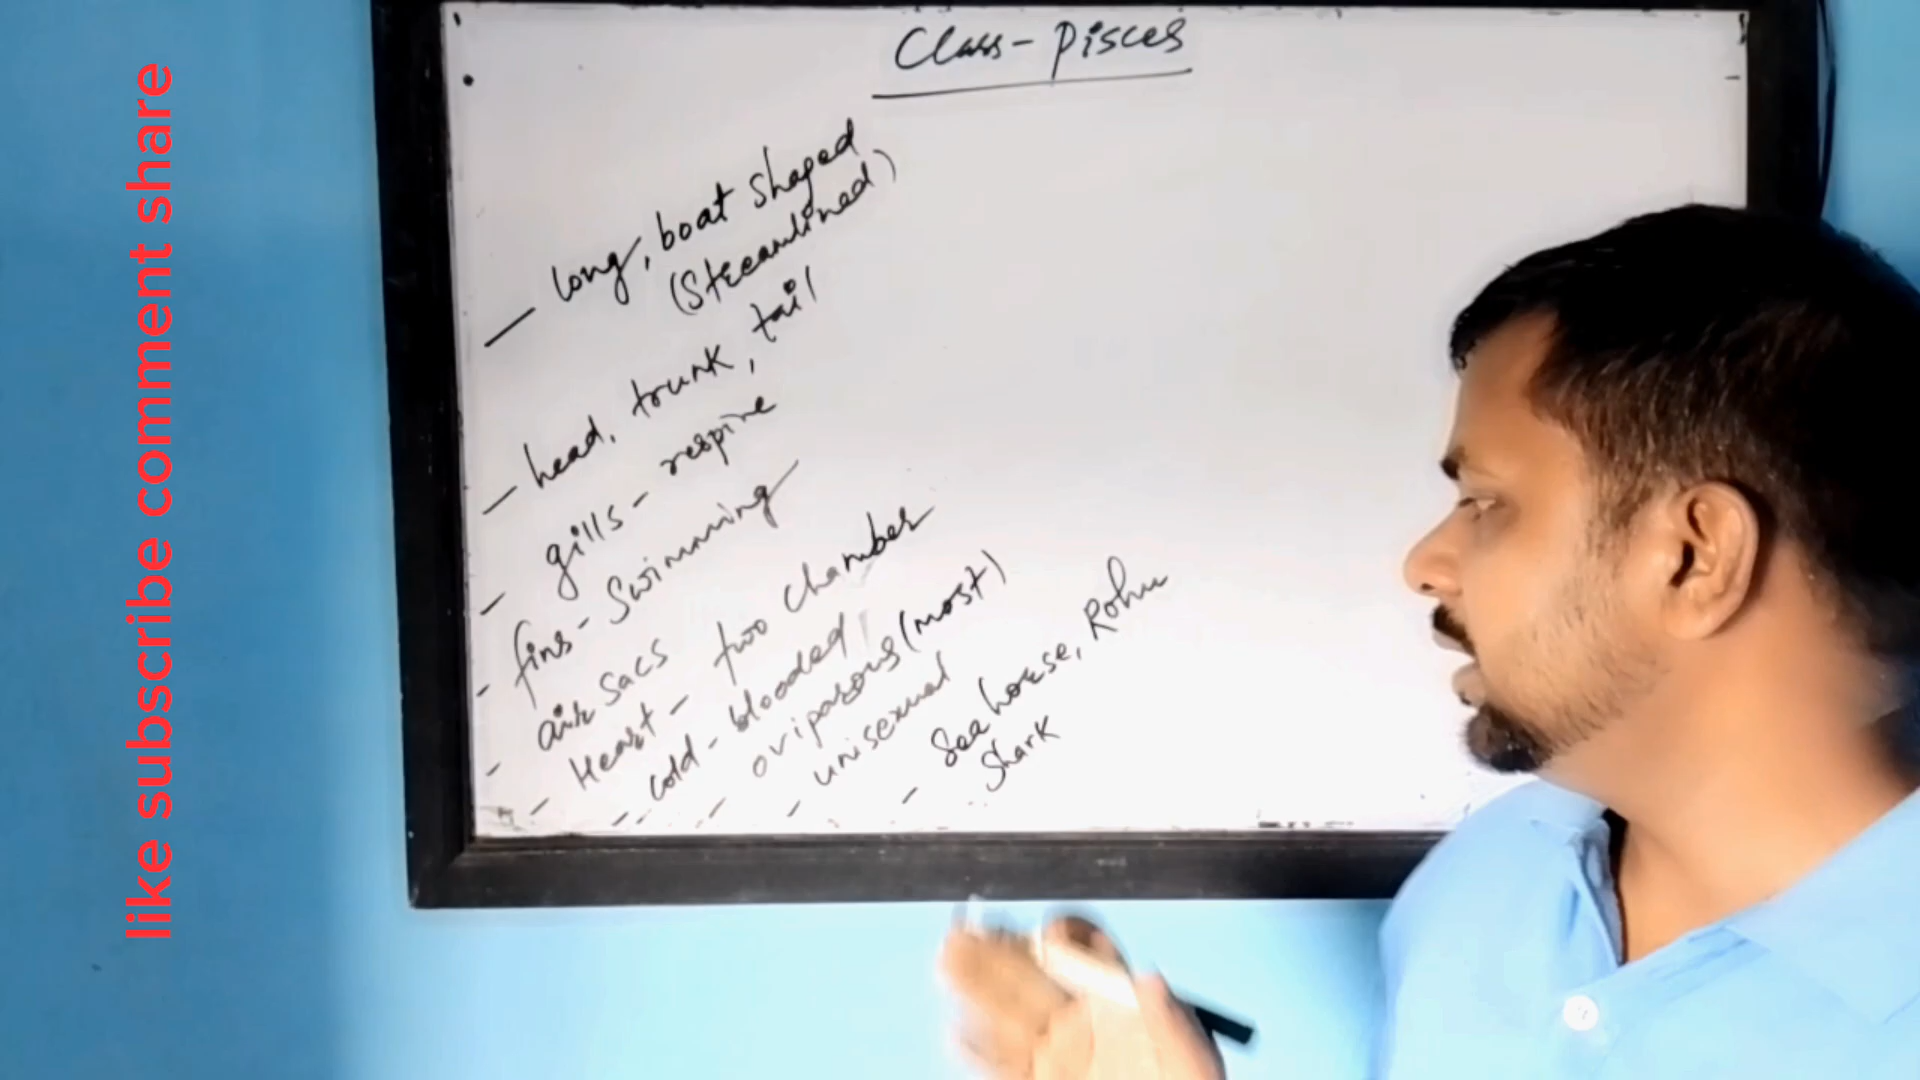 Class - Pisces
- long, boat shaped
(Streamlined)
- head, trunk, tail
- gills - respire
- fins - Swimming
- air sacs
- Heart - two chamber
- cold - blooded
- oviparous (most)
- unisexual
- Sea horse, Rohu
Shark
like subscribe comment share